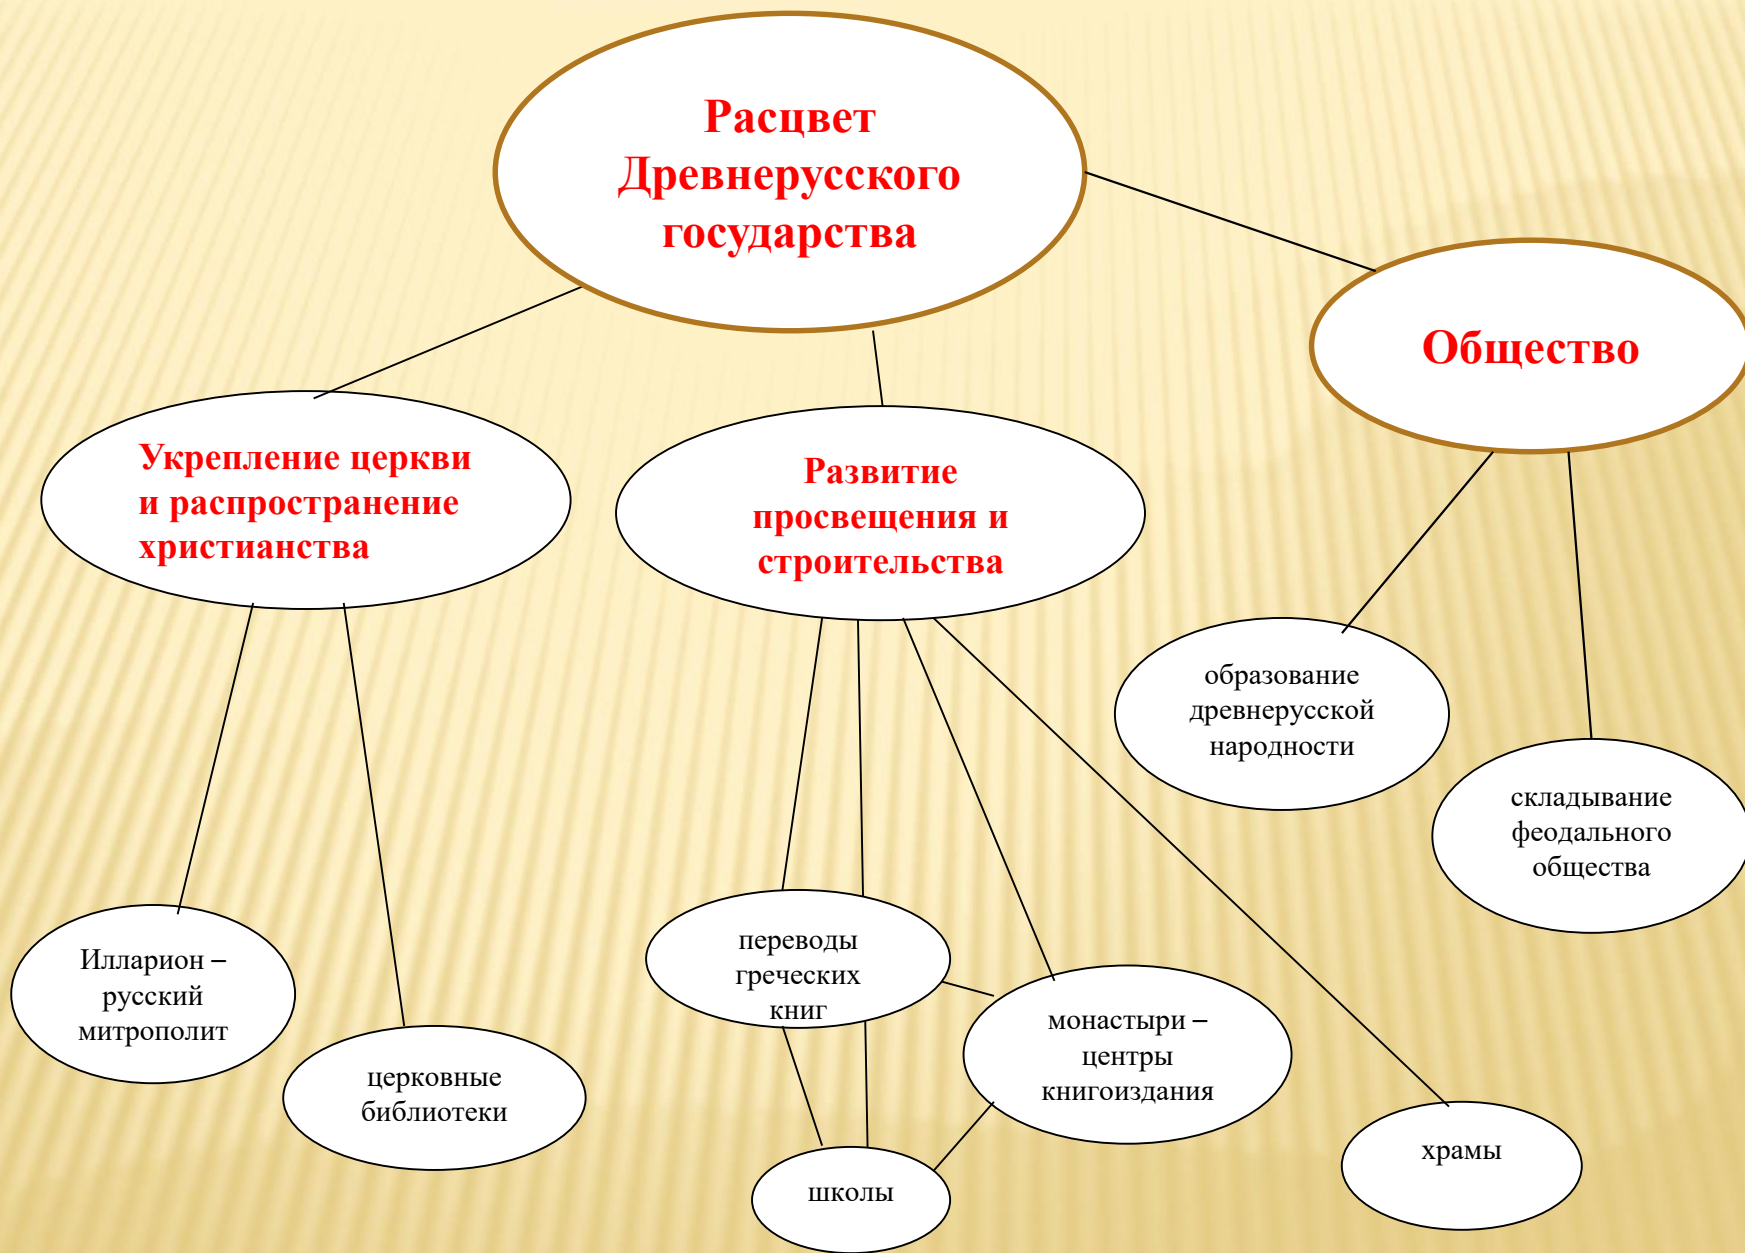 Расцвет
Древнерусского
государства
Общество
Укрепление церкви
и распространение
христианства
Развитие
просвещения и
строительства
образование
древнерусской
народности
складывание
феодального
общества
Илларион –
русский
митрополит
церковные
библиотеки
переводы
греческих
книг
монастыри –
центры
книгоиздания
школы
храмы